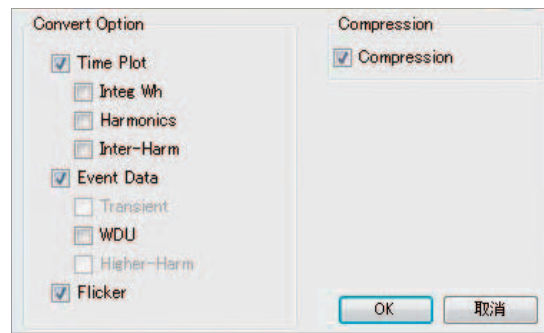 Convert Option
Time Plot
Integ Wh
Harmonics
Inter-Harm
Event Data
Transient
WDU
Higher-Harm
Flicker
Compression
Compression
OK
取消